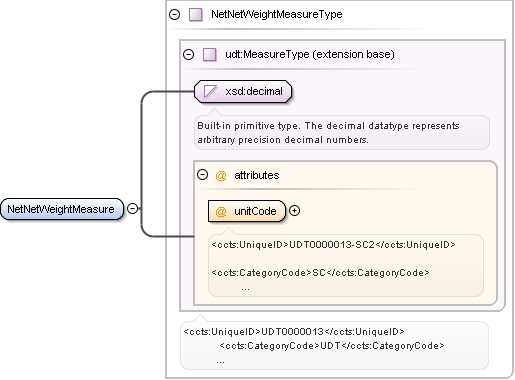 NetNetWeightMeasureType
udt:MeasureType (extension base)
xsd:decimal
Built-in primitive type. The decimal datatype represents
arbitrary precision decimal numbers.
@ attributes
NetNetWeightMeasure
@ unitCode
<ccts:UniqueID>UDT0000013-SC2</ccts:UniqueID>
<ccts:CategoryCode>SC</ccts:CategoryCode>
...
<ccts:UniqueID>UDT0000013</ccts:UniqueID>
<ccts:CategoryCode>UDT</ccts:CategoryCode>
...